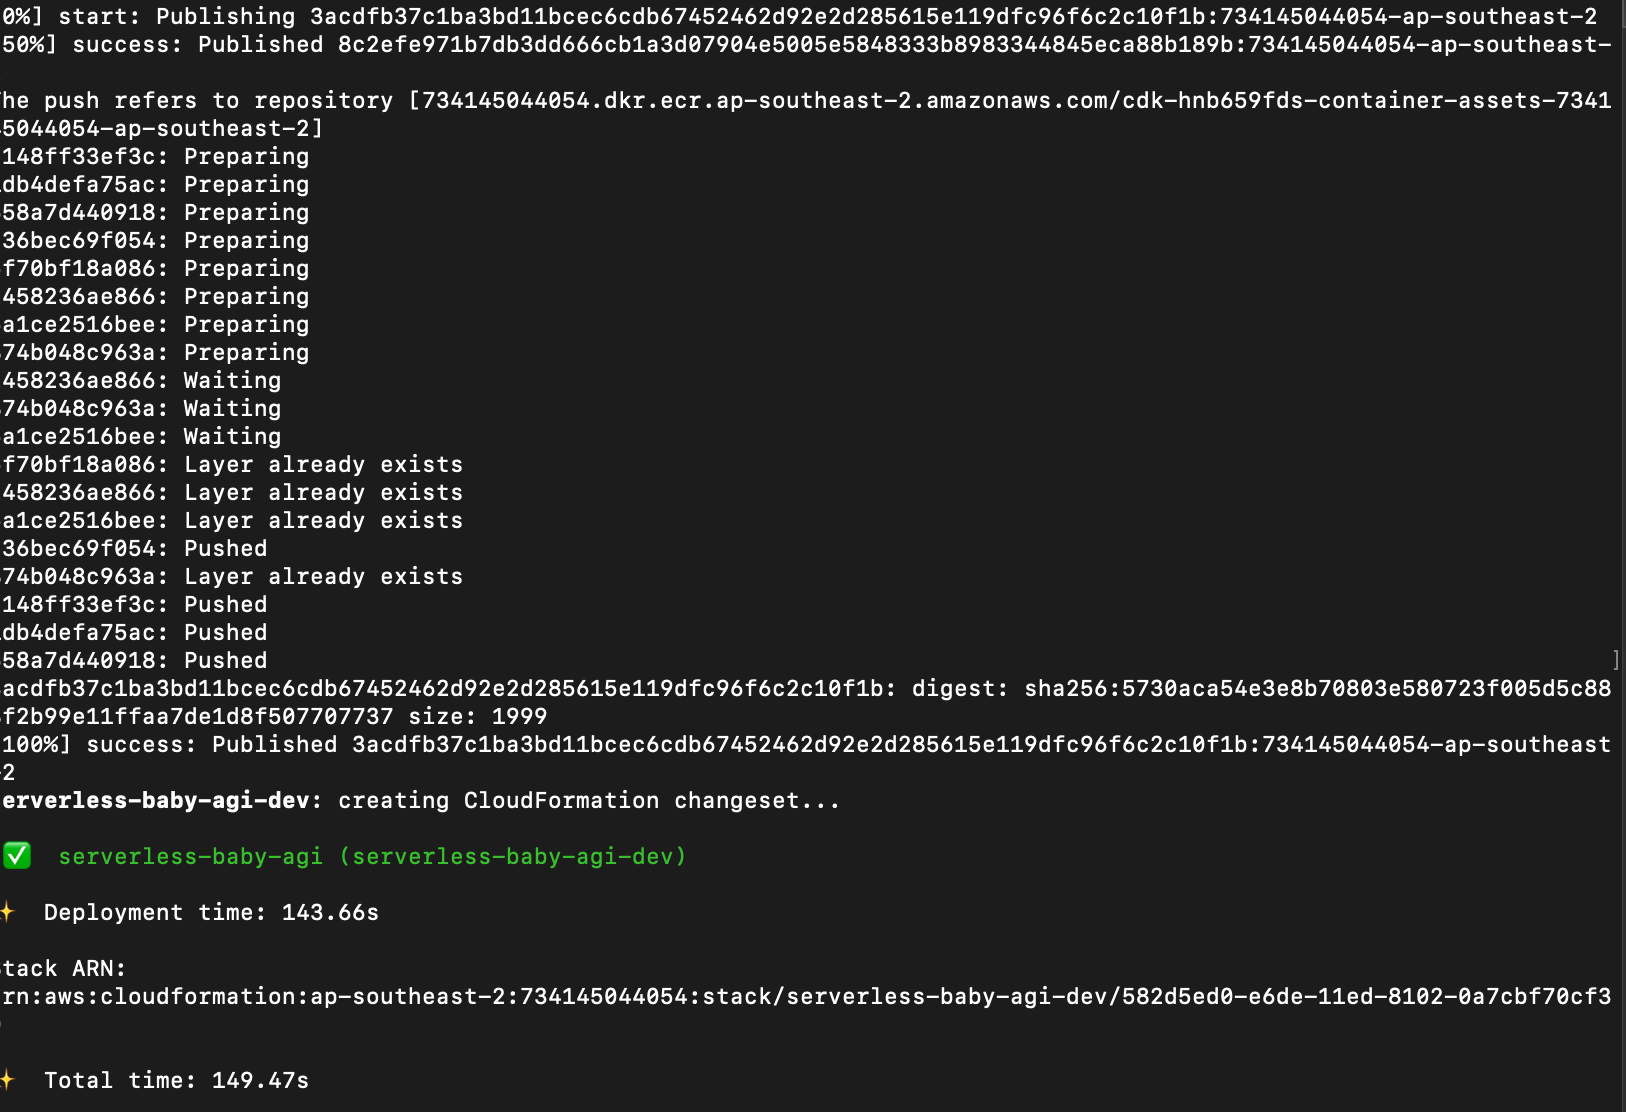 0%] start: Publishing 3acdfb37c1ba3bd11bcec6cdb67452462d92e2d285615e119dfc96f6c2c10f1b:734145044054-ap-southeast-2
50%] success: Published 8c2efe971b7db3dd666cb1a3d07904e5005e5848333b8983344845eca88b189b:734145044054-ap-southeast-
he push refers to repository [734145044054.dkr.ecr.ap-southeast-2.amazonaws.com/cdk-hnb659fds-container-assets-7341
45044054-ap-southeast-2]
148ff33ef3c: Preparing
db4defa75ac: Preparing
58a7d440918: Preparing
36bec69f054: Preparing
f70bf18a086: Preparing
458236ae866: Preparing
a1ce2516bee: Preparing
74b048c963a: Preparing
458236ae866: Waiting
74b048c963a: Waiting
a1ce2516bee: Waiting
f70bf18a086: Layer already exists
458236ae866: Layer already exists
a1ce2516bee: Layer already exists
36bec69f054: Pushed
74b048c963a: Layer already exists
148ff33ef3c: Pushed
db4defa75ac: Pushed
58a7d440918: Pushed ]
acdfb37c1ba3bd11bcec6cdb67452462d92e2d285615e119dfc96f6c2c10f1b: digest: sha256:5730aca54e3e8b70803e580723f005d5c88
f2b99e11ffaa7de1d8f507707737 size: 1999
100%] success: Published 3acdfb37c1ba3bd11bcec6cdb67452462d92e2d285615e119dfc96f6c2c10f1b:734145044054-ap-southeast
-2
erverless-baby-agi-dev: creating CloudFormation changeset...
✅ serverless-baby-agi (serverless-baby-agi-dev)
✨ Deployment time: 143.66s
tack ARN:
rn:aws:cloudformation:ap-southeast-2:734145044054:stack/serverless-baby-agi-dev/582d5ed0-e6de-11ed-8102-0a7cbf70cf3
✨ Total time: 149.47s